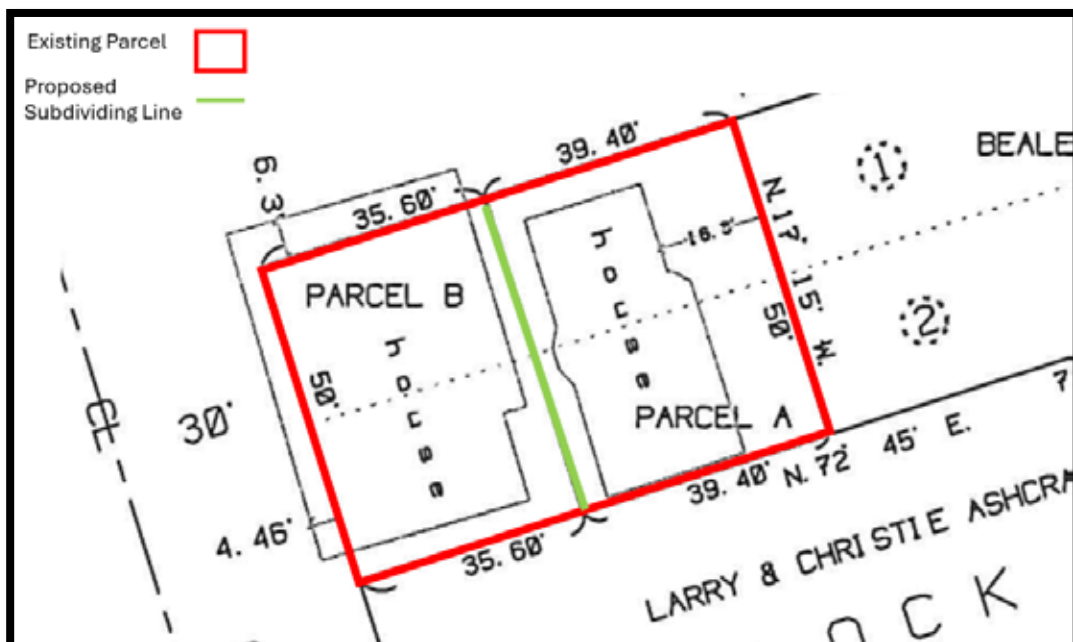 Existing Parcel
Proposed
Subdividing Line
39.40'
6.3'
35.60'
1
BEALE
N.17° 15' W.
16.5'
PARCEL B
house
house
50'
50'
2
30'
CL
PARCEL A
7
4.46'
35.60'
39.40'
N.72° 45' E.
LARRY & CHRISTIE ASHCRA
OCK